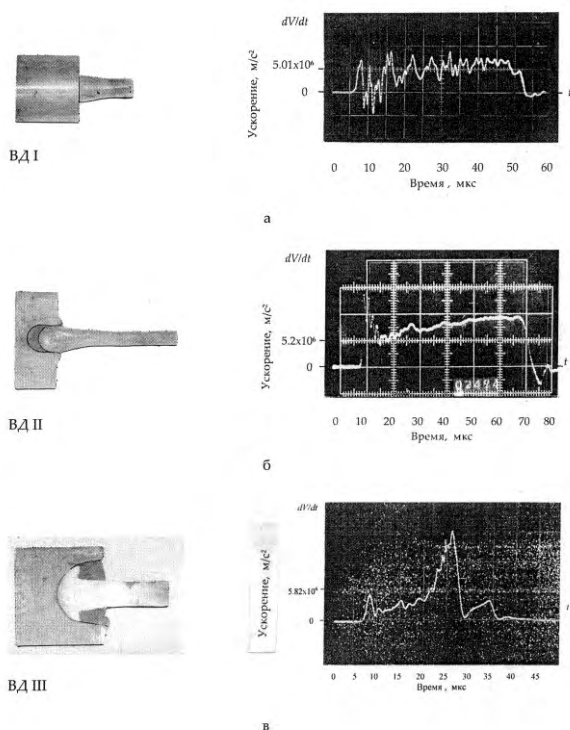 dV/dt
Ускорение, м/с²
5.01x10⁶
0
t
0 10 20 30 40 50 60
Время , мкс
ВД I
а
dV/dt
Ускорение, м/с²
5.2x10⁶
0
t
02474
0 10 20 30 40 50 60 70 80
Время, мкс
ВД II
б
dV/dt
Ускорение, м/с²
5.82x10⁶
0
t
0 5 10 15 20 25 30 35 40 45
Время , мкс
ВД III
в